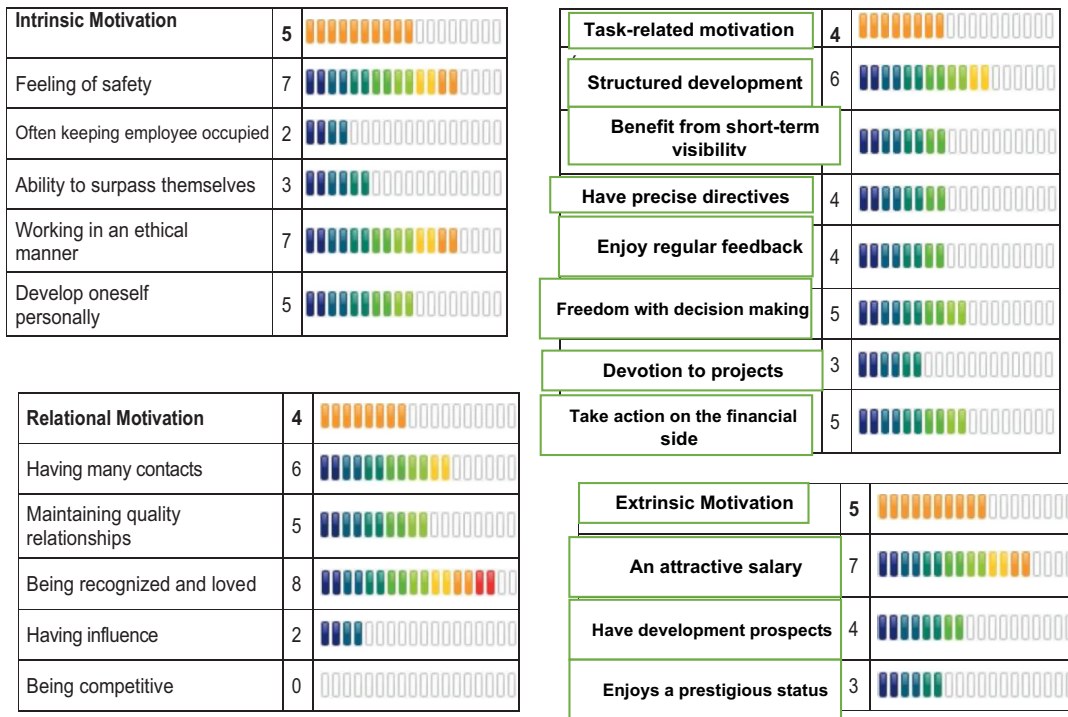 Intrinsic Motivation 5
Feeling of safety 7
Often keeping employee occupied 2
Ability to surpass themselves 3
Working in an ethical
manner 7
Develop oneself
personally 5
Relational Motivation 4
Having many contacts 6
Maintaining quality
relationships 5
Being recognized and loved 8
Having influence 2
Being competitive 0
Task-related motivation 4
Structured development 6
Benefit from short-term
visibility
Have precise directives 4
Enjoy regular feedback 4
Freedom with decision making 5
Devotion to projects 3
Take action on the financial
side 5
Extrinsic Motivation 5
An attractive salary 7
Have development prospects 4
Enjoys a prestigious status 3